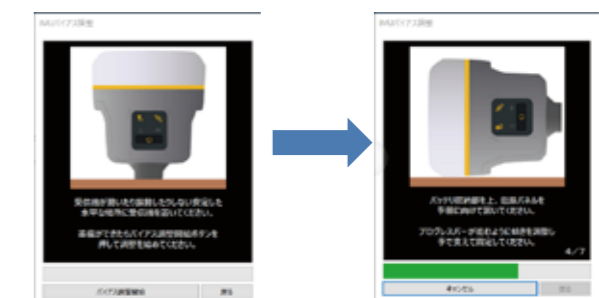 IMUバイアス調整
受信機が動いたり振動したりしない安定した
水平な場所に受信機を置いてください。
準備ができたらバイアス調整開始ボタンを
押して調整を始めてください。
バイアス調整開始
戻る
IMUバイアス調整
バッテリ収納部を上、電源パネルを
手前に向けて置いてください。
プログレスバーが進むように傾きを調整し
手で支えて固定してください。
4/7
キャンセル
戻る